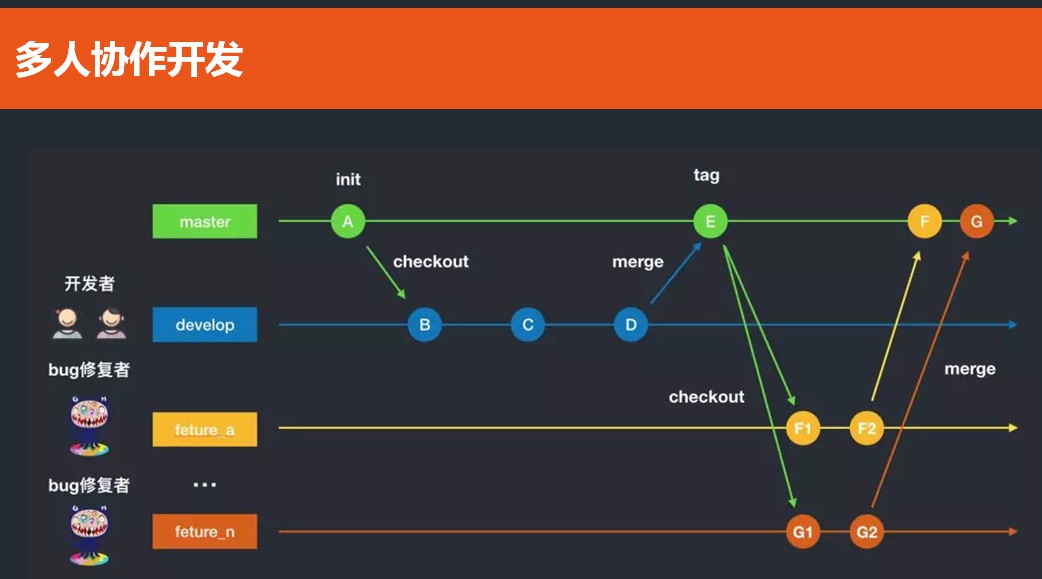 多人协作开发
init
tag
master
A
E
F
G
checkout
merge
开发者
develop
B
C
D
bug修复者
merge
checkout
feture_a
F1
F2
bug修复者
...
feture_n
G1
G2